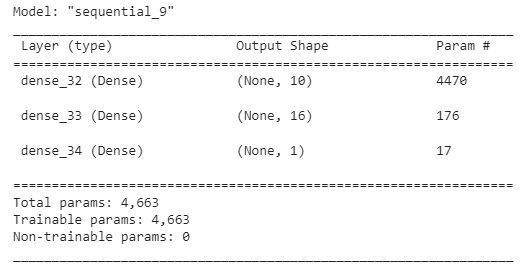 Model: "sequential_9"
Layer (type) Output Shape Param #
dense_32 (Dense) (None, 10) 4470
dense_33 (Dense) (None, 16) 176
dense_34 (Dense) (None, 1) 17
Total params: 4,663
Trainable params: 4,663
Non-trainable params: 0